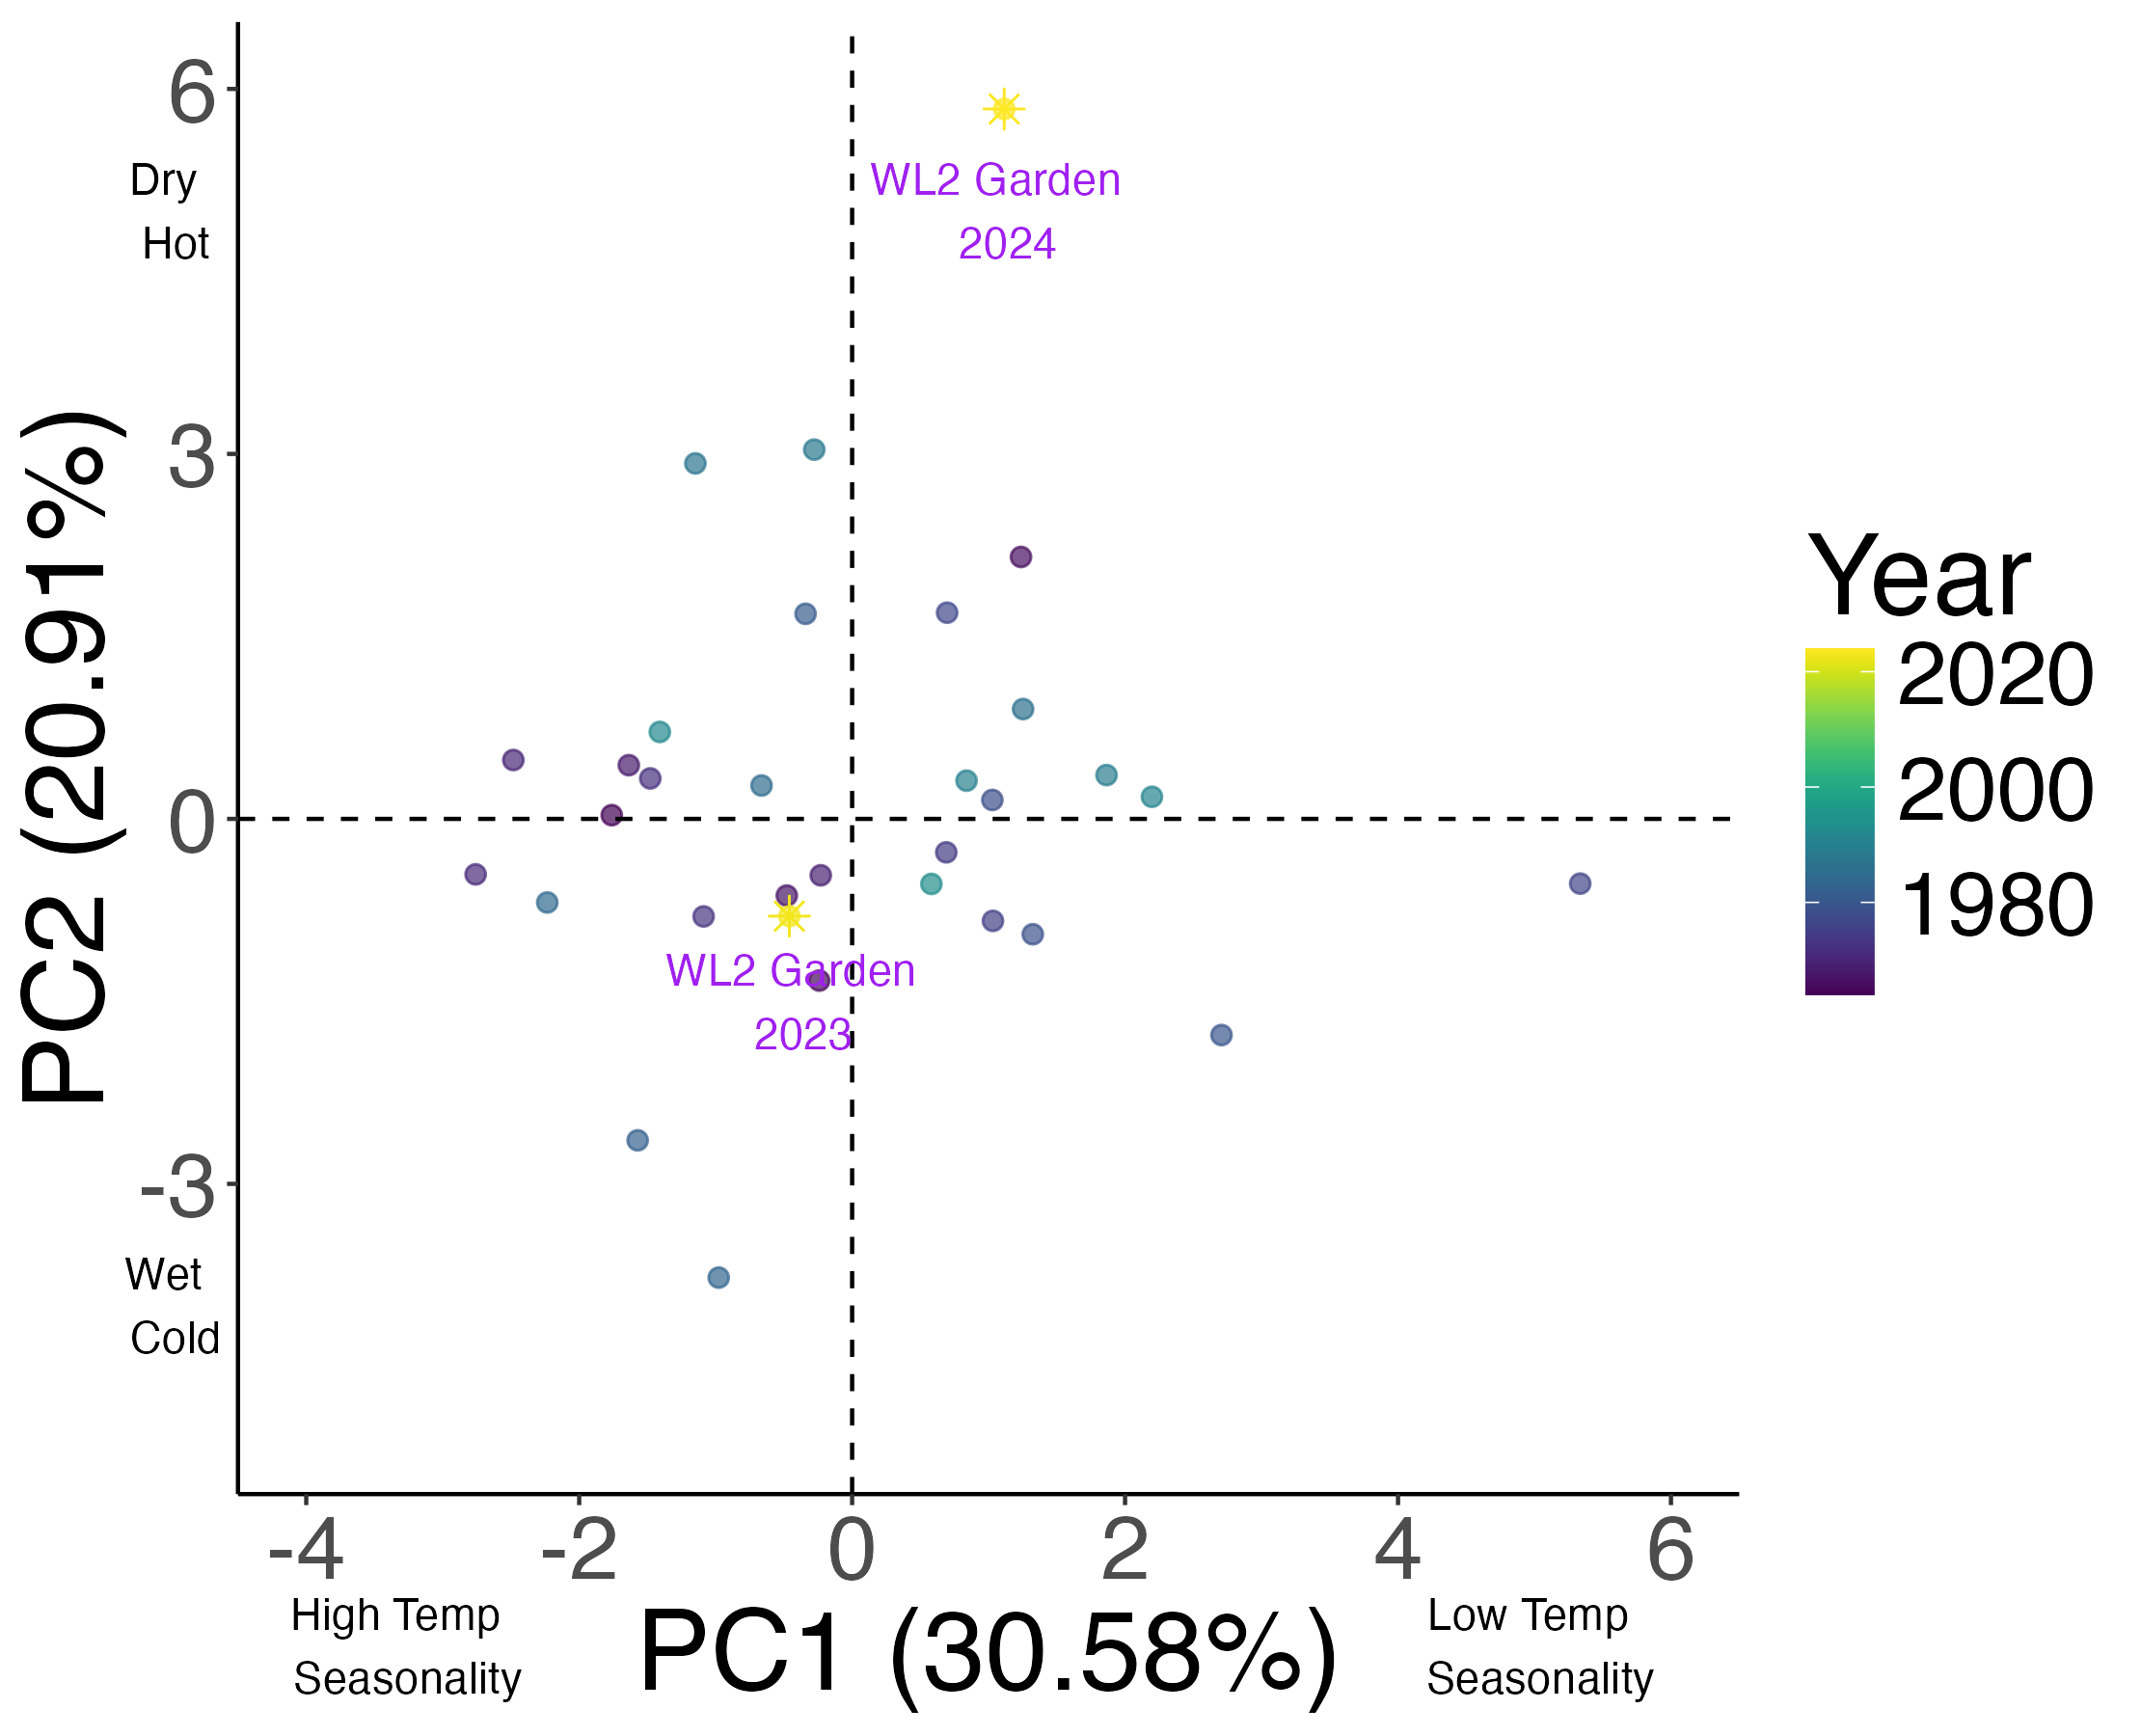 6
Dry
Hot
WL2 Garden
2024
3
0
-3
PC2 (20.91%)
WL2 Garden
2023
Wet
Cold
Year
2020
2000
1980
-4
-2
0
2
4
6
High Temp
Seasonality
PC1 (30.58%)
Low Temp
Seasonality